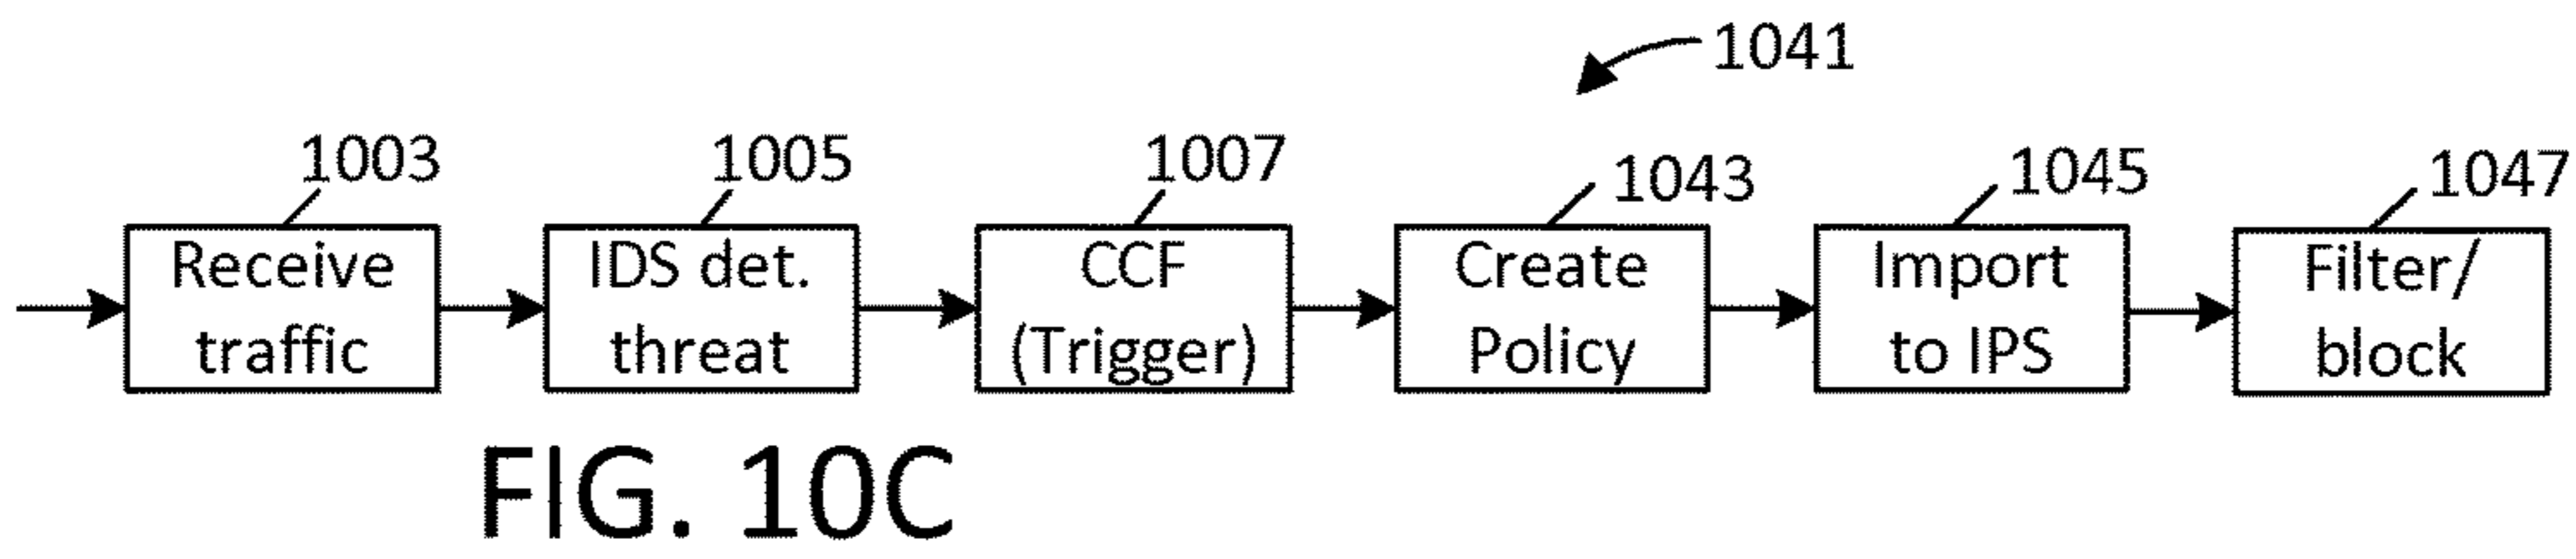 1041
1003
1005
1007
1043
1045
1047
Receive
traffic
IDS det.
threat
CCF
(Trigger)
Create
Policy
Import
to IPS
Filter/
block
FIG. 10C